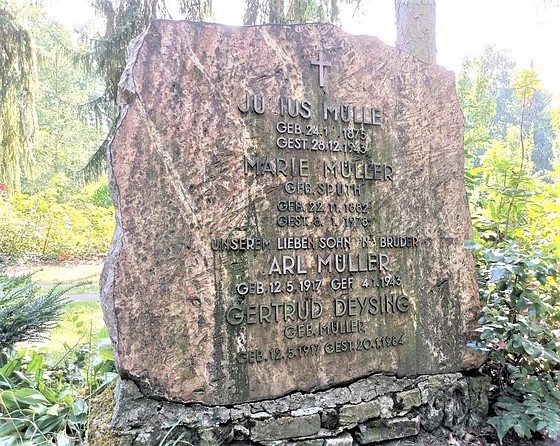 JU IUS MÜLLE
GEB. 24.1 . 1875
GEST. 28.12.1943
MARIE MÜLLER
GEB. SPUTH
GEB. 22. 11. 1882
GEST. 6. 1. 1978
UNSEREM LIEBEN SOHN BRUDER
ARL MÜLLER
GEB. 12.5.1917 GEF. 4 1.1943
GERTRUD DEYSING
GEB. MÜLLER
GEB. 12.5.1917 GEST. 20.1.1984